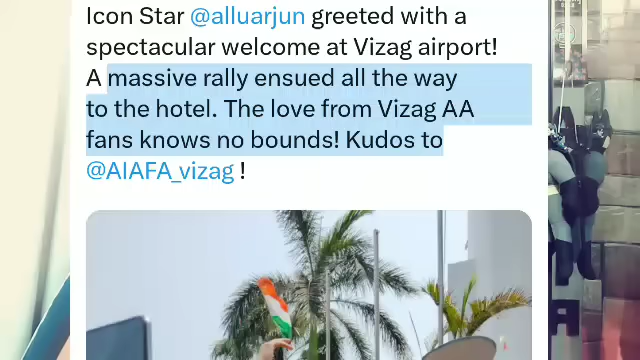 Icon Star @alluarjun greeted with a
spectacular welcome at Vizag airport!
A massive rally ensued all the way
to the hotel. The love from Vizag AA
fans knows no bounds! Kudos to
@AIAFA_vizag !